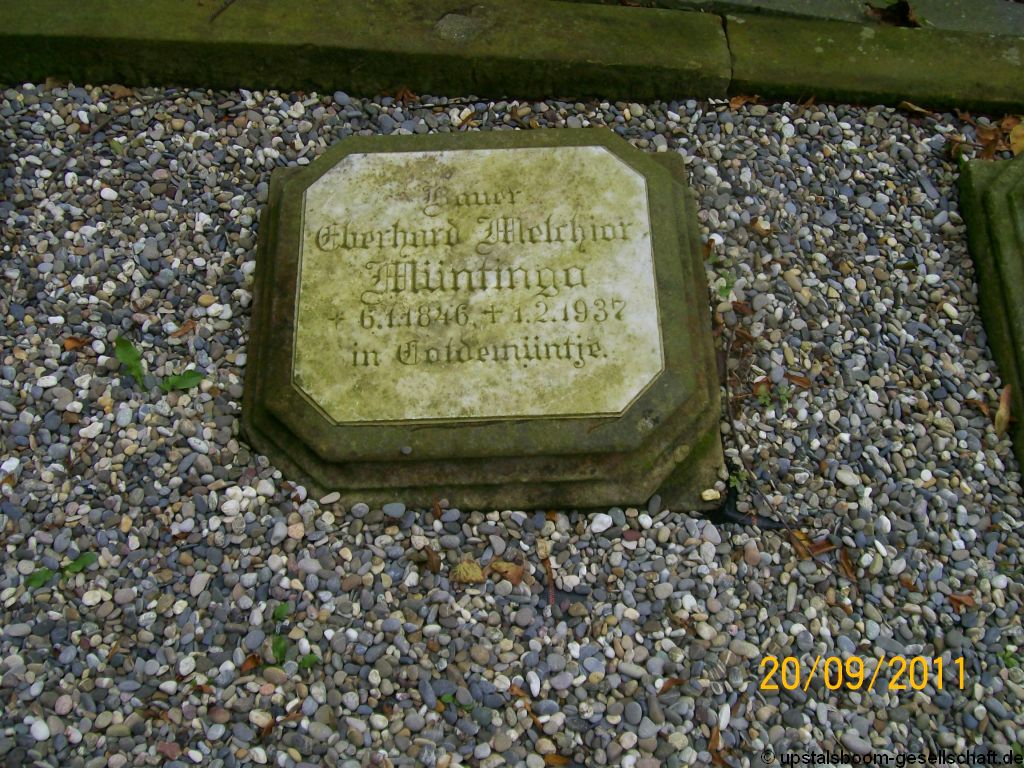 Bauer
Eberhard Melchior
Müntinga
* 6.1.1846. + 1.2.1937
in Coldemüntje.
20/09/2011
© upstalsboom-gesellschaft.de